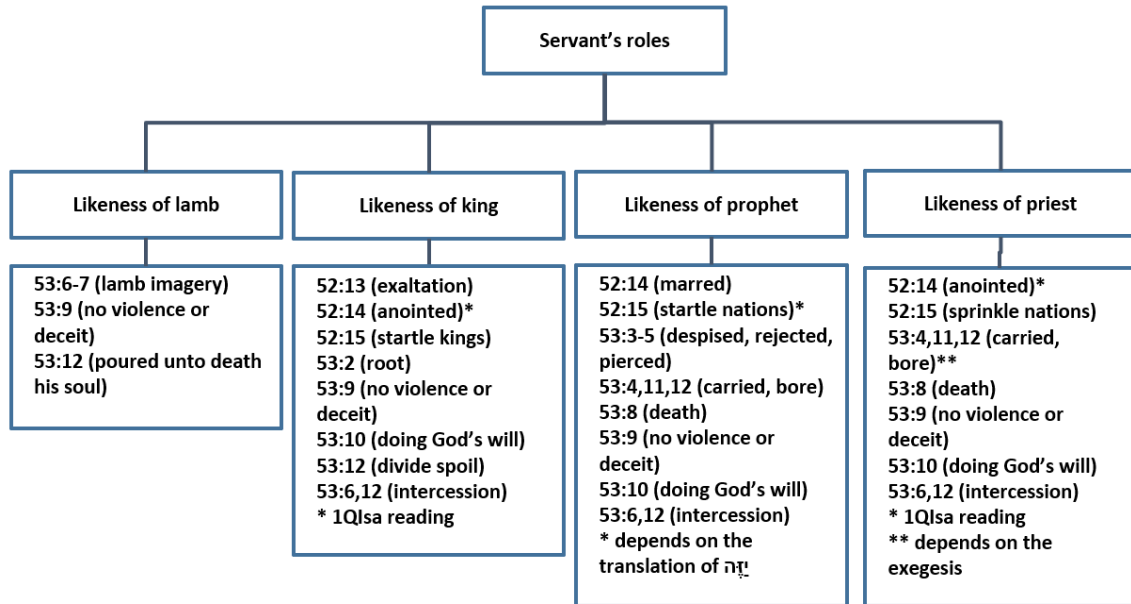 Servant's roles
Likeness of lamb
Likeness of king
Likeness of prophet
Likeness of priest
53:6-7 (lamb imagery)
53:9 (no violence or
deceit)
53:12 (poured unto death
his soul)
52:13 (exaltation)
52:14 (anointed)*
52:15 (startle kings)
53:2 (root)
53:9 (no violence or
deceit)
53:10 (doing God's will)
53:12 (divide spoil)
53:6,12 (intercession)
* 1QIsa reading
52:14 (marred)
52:15 (startle nations)*
53:3-5 (despised, rejected,
pierced)
53:4,11,12 (carried, bore)
53:8 (death)
53:9 (no violence or
deceit)
53:10 (doing God's will)
53:6,12 (intercession)
* depends on the
translation of יַזֶּה
52:14 (anointed)*
52:15 (sprinkle nations)
53:4,11,12 (carried,
bore)**
53:8 (death)
53:9 (no violence or
deceit)
53:10 (doing God's will)
53:6,12 (intercession)
* 1QIsa reading
** depends on the
exegesis